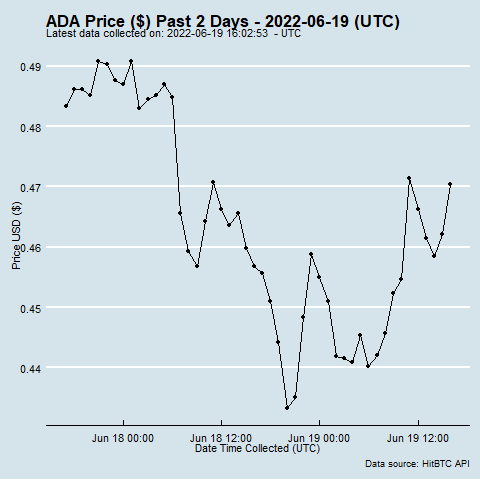 ADA Price ($) Past 2 Days - 2022-06-19 (UTC)
Latest data collected on: 2022-06-19 16:02:53 - UTC
0.49
0.48
0.47
0.46
0.45
0.44
Price USD ($)
Jun 18 00:00 Jun 18 12:00 Jun 19 00:00 Jun 19 12:00
Date Time Collected (UTC)
Data source: HitBTC API